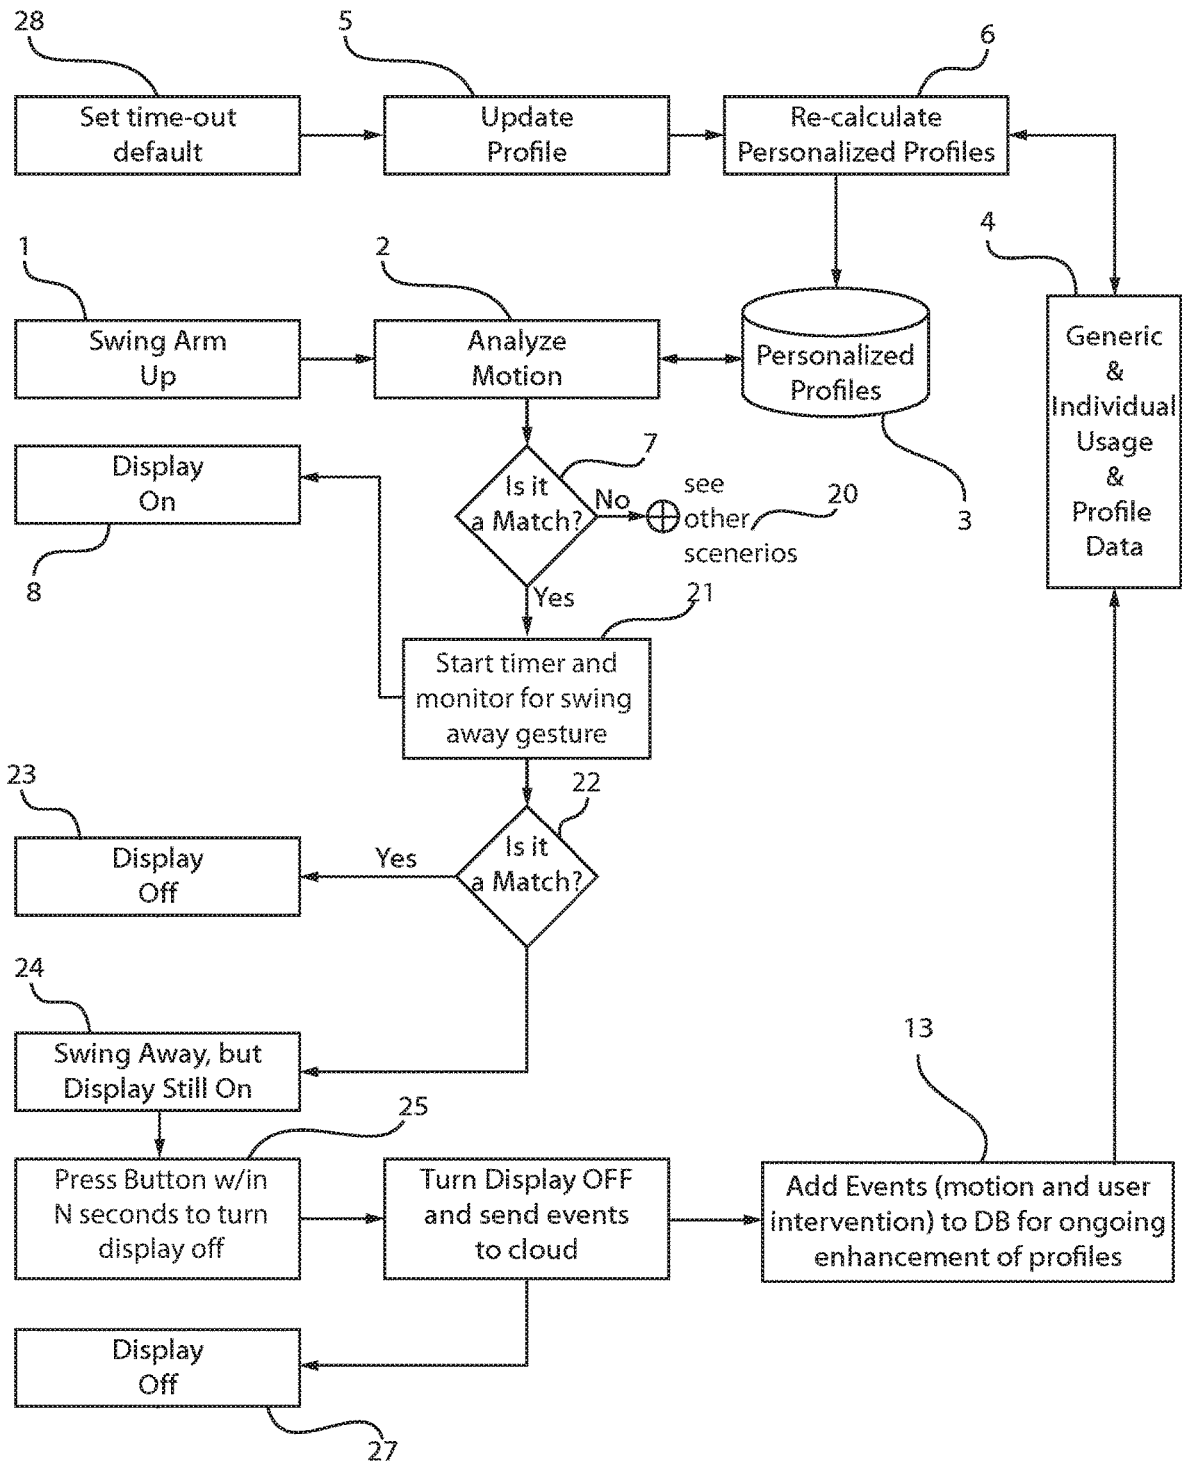 28
5
6
Set time-out
default
Update
Profile
Re-calculate
Personalized Profiles
1
2
4
Swing Arm
Up
Analyze
Motion
Personalized
Profiles
Generic
&
Individual
Usage
&
Profile
Data
Display
On
7
Is it
a Match?
No
see
other
scenerios
20
3
8
Yes
21
Start timer and
monitor for swing
away gesture
23
22
Display
Off
Yes
Is it
a Match?
24
Swing Away, but
Display Still On
13
25
Press Button w/in
N seconds to turn
display off
Turn Display OFF
and send events
to cloud
Add Events (motion and user
intervention) to DB for ongoing
enhancement of profiles
Display
Off
27